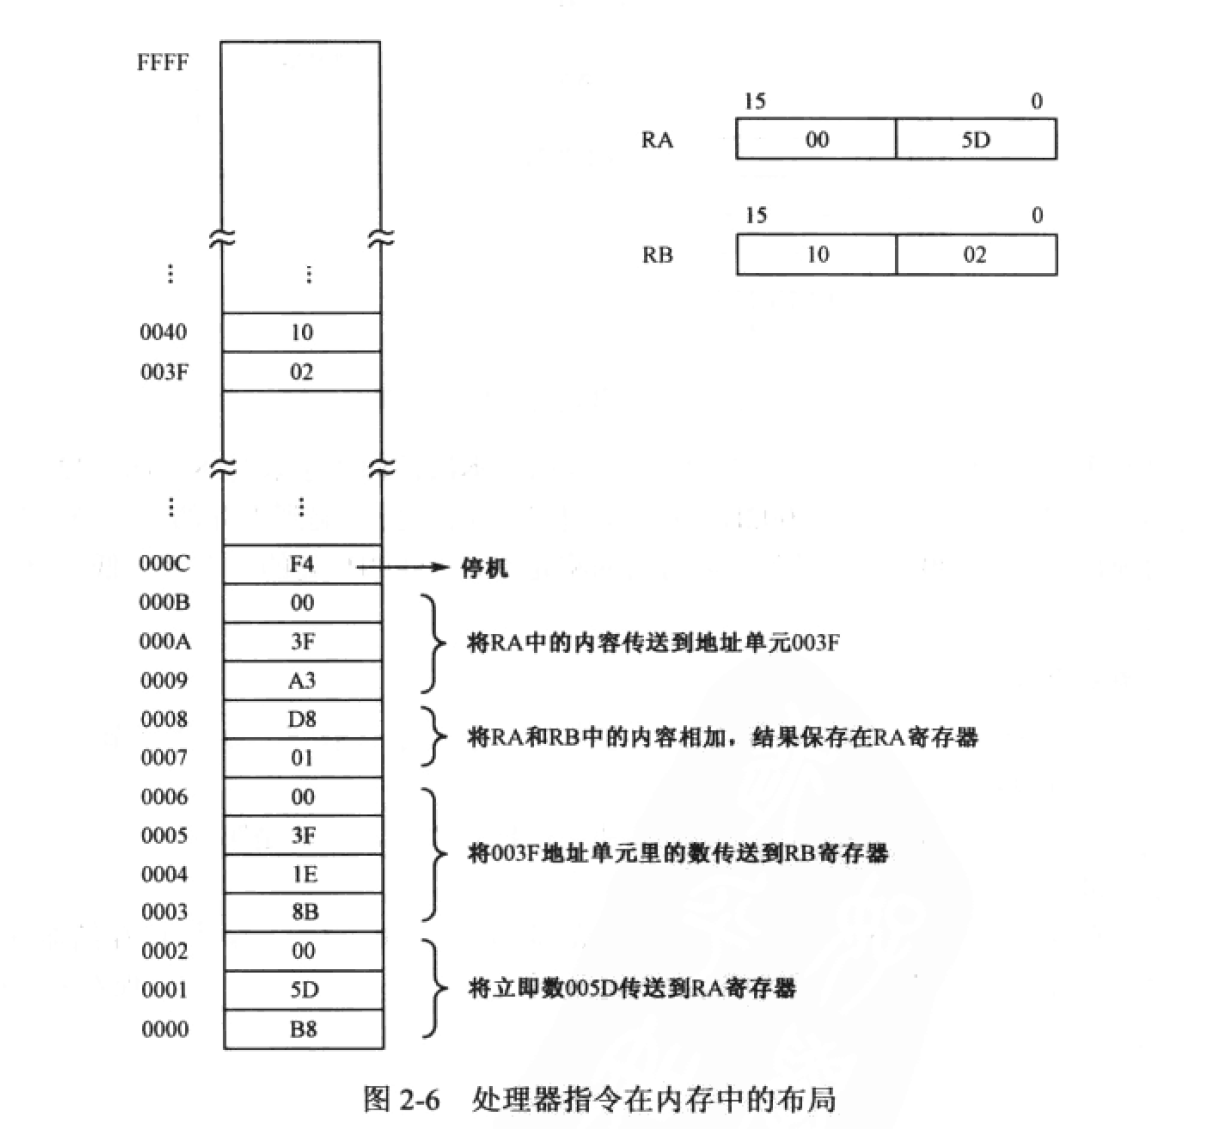 FFFF
15 0
RA 00 5D
15 0
RB 10 02
⋮ ⋮
0040 10
003F 02
⋮ ⋮
000C F4 停机
000B 00
000A 3F 将RA中的内容传送到地址单元003F
0009 A3
0008 D8 将RA和RB中的内容相加，结果保存在RA寄存器
0007 01
0006 00
0005 3F 将003F地址单元里的数传送到RB寄存器
0004 1E
0003 8B
0002 00
0001 5D 将立即数005D传送到RA寄存器
0000 B8
图 2-6 处理器指令在内存中的布局